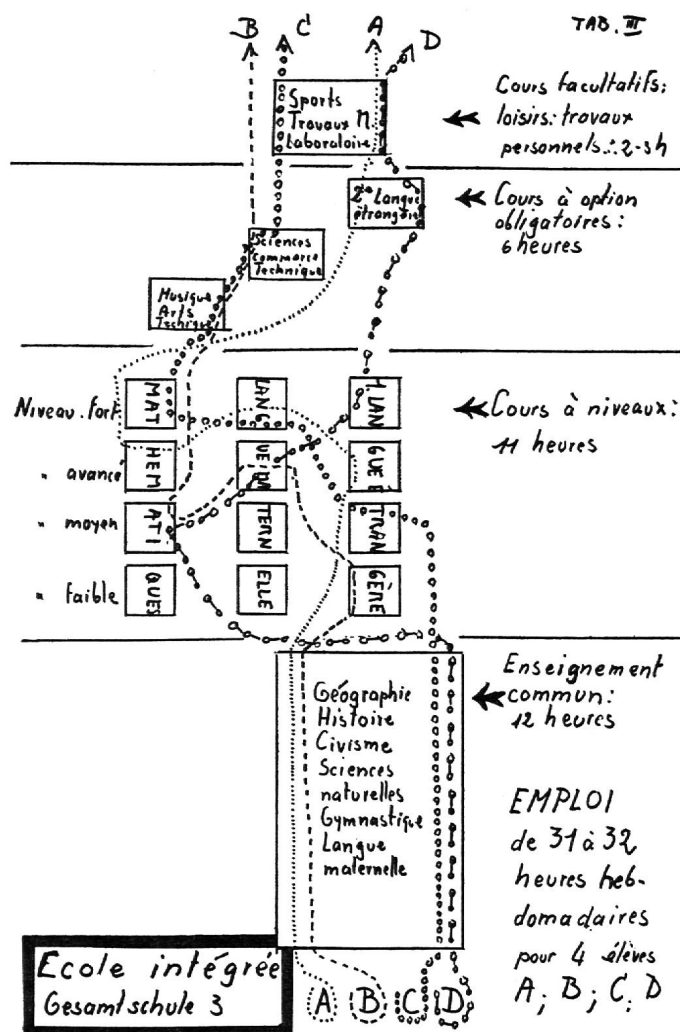 TAB. III
B C A D
Sports
Travaux M.
Laboratoire
Cours facultatifs:
loisirs: travaux
personnels: 2-3h
2e Langue
étrangère
Cours à option
obligatoires:
6 heures
Sciences
Commerce
Technique
Musique
Arts
Techniques
Niveau. fort
" avancé
" moyen
" faible
MAT
HEM
ATI
QUES
LANG
UE MA
TERN
ELLE
1. LAN
GUE É
TRAN
GÈRE
Cours à niveaux:
11 heures
Enseignement
commun:
12 heures
Géographie
Histoire
Civisme
Sciences
naturelles
Gymnastique
Langue
maternelle
EMPLOI
de 31 à 32
heures heb-
domadaires
pour 4 élèves
A; B; C; D
Ecole intégrée
Gesamtschule 3
A B C D